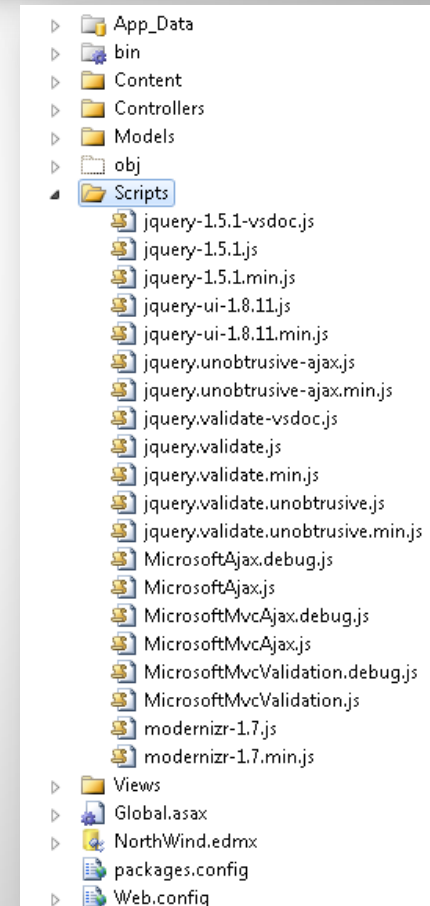 App_Data
bin
Content
Controllers
Models
obj
Scripts
jquery-1.5.1-vsdoc.js
jquery-1.5.1.js
jquery-1.5.1.min.js
jquery-ui-1.8.11.js
jquery-ui-1.8.11.min.js
jquery.unobtrusive-ajax.js
jquery.unobtrusive-ajax.min.js
jquery.validate-vsdoc.js
jquery.validate.js
jquery.validate.min.js
jquery.validate.unobtrusive.js
jquery.validate.unobtrusive.min.js
MicrosoftAjax.debug.js
MicrosoftAjax.js
MicrosoftMvcAjax.debug.js
MicrosoftMvcAjax.js
MicrosoftMvcValidation.debug.js
MicrosoftMvcValidation.js
modernizr-1.7.js
modernizr-1.7.min.js
Views
Global.asax
NorthWind.edmx
packages.config
Web.config